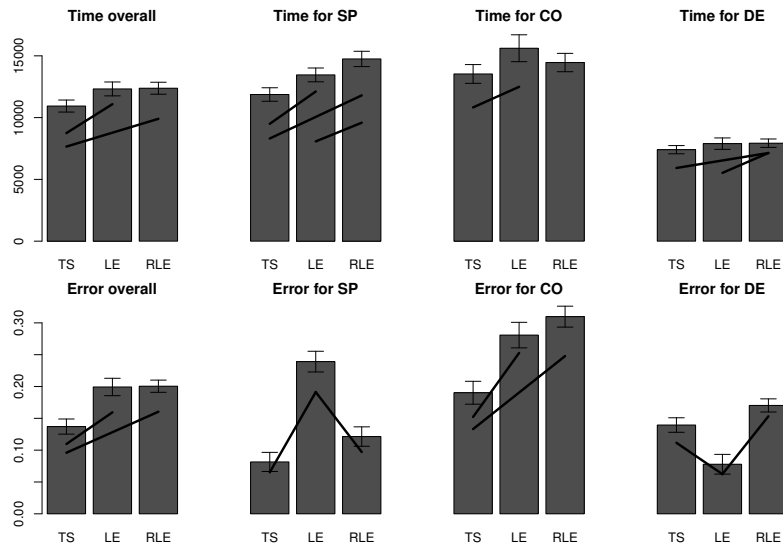 Time overall
Time for SP
Time for CO
Time for DE
15000
10000
5000
0
TS LE RLE
TS LE RLE
TS LE RLE
TS LE RLE
Error overall
Error for SP
Error for CO
Error for DE
0.30
0.20
0.10
0.00
TS LE RLE
TS LE RLE
TS LE RLE
TS LE RLE